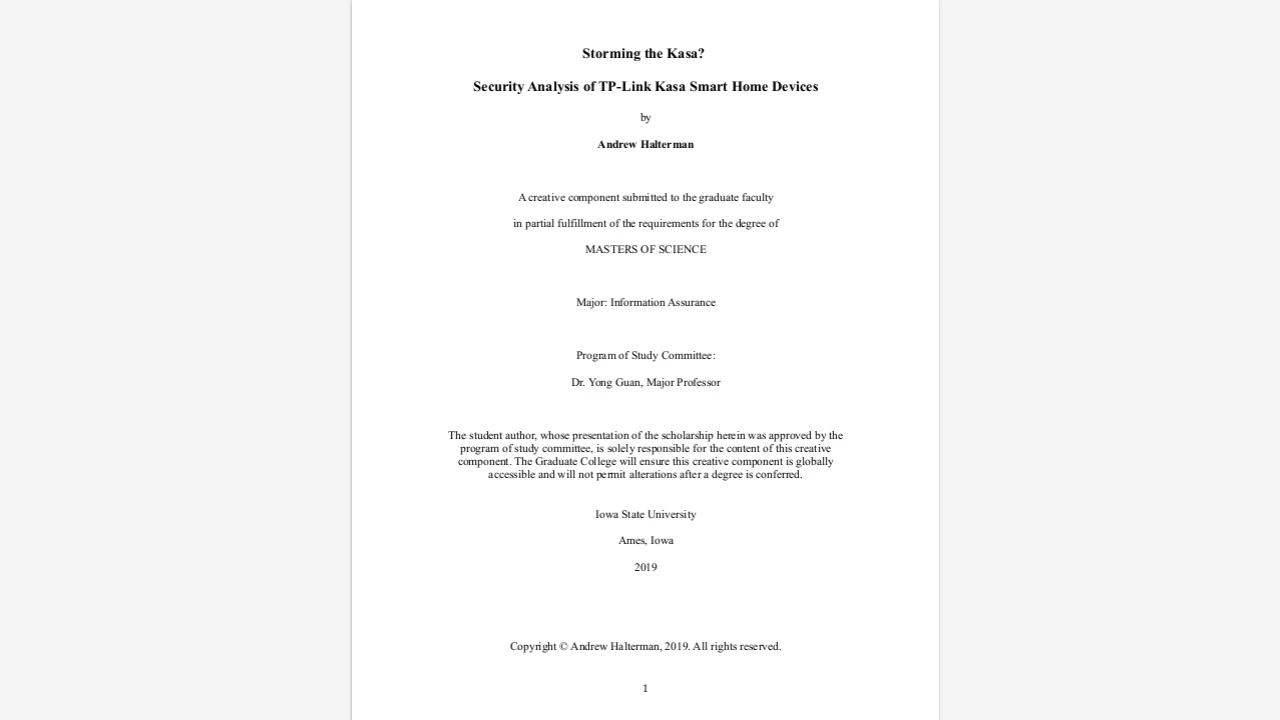 Storming the Kasa?
Security Analysis of TP-Link Kasa Smart Home Devices
by
Andrew Halterman
A creative component submitted to the graduate faculty
in partial fulfillment of the requirements for the degree of
MASTERS OF SCIENCE
Major: Information Assurance
Program of Study Committee:
Dr. Yong Guan, Major Professor
The student author, whose presentation of the scholarship herein was approved by the
program of study committee, is solely responsible for the content of this creative
component. The Graduate College will ensure this creative component is globally
accessible and will not permit alterations after a degree is conferred.
Iowa State University
Ames, Iowa
2019
Copyright © Andrew Halterman, 2019. All rights reserved.
1